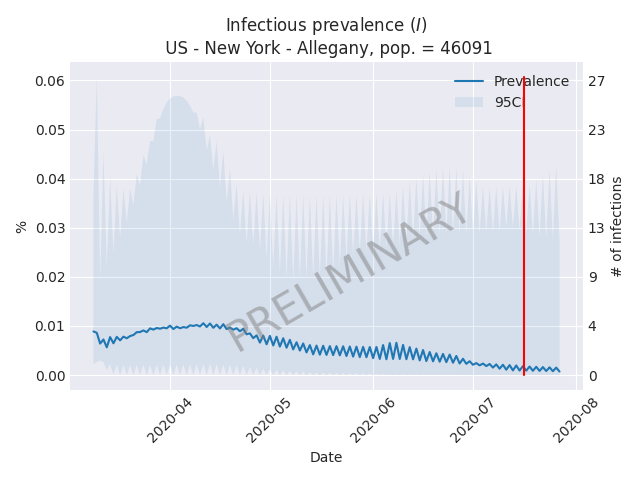 Infectious prevalence (I)
US - New York - Allegany, pop. = 46091
Prevalence
95CI
0.06
0.05
0.04
0.03
0.02
0.01
0.00
%
27
23
18
13
9
4
0
# of infections
PRELIMINARY
2020-04
2020-05
2020-06
2020-07
2020-08
Date